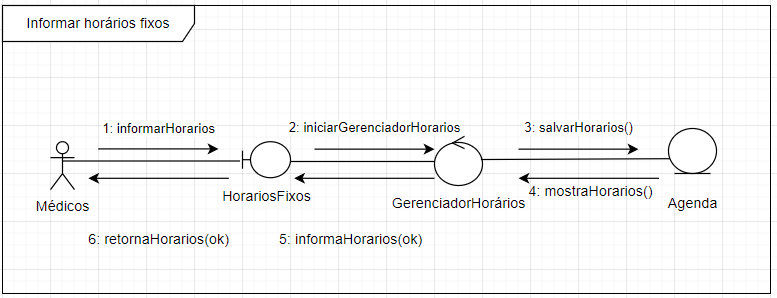 Informar horários fixos
1: informarHorarios
2: iniciarGerenciadorHorarios
3: salvarHorarios()
4: mostraHorarios()
Médicos
HorariosFixos
GerenciadorHorários
Agenda
6: retornaHorarios(ok)
5: informaHorarios(ok)